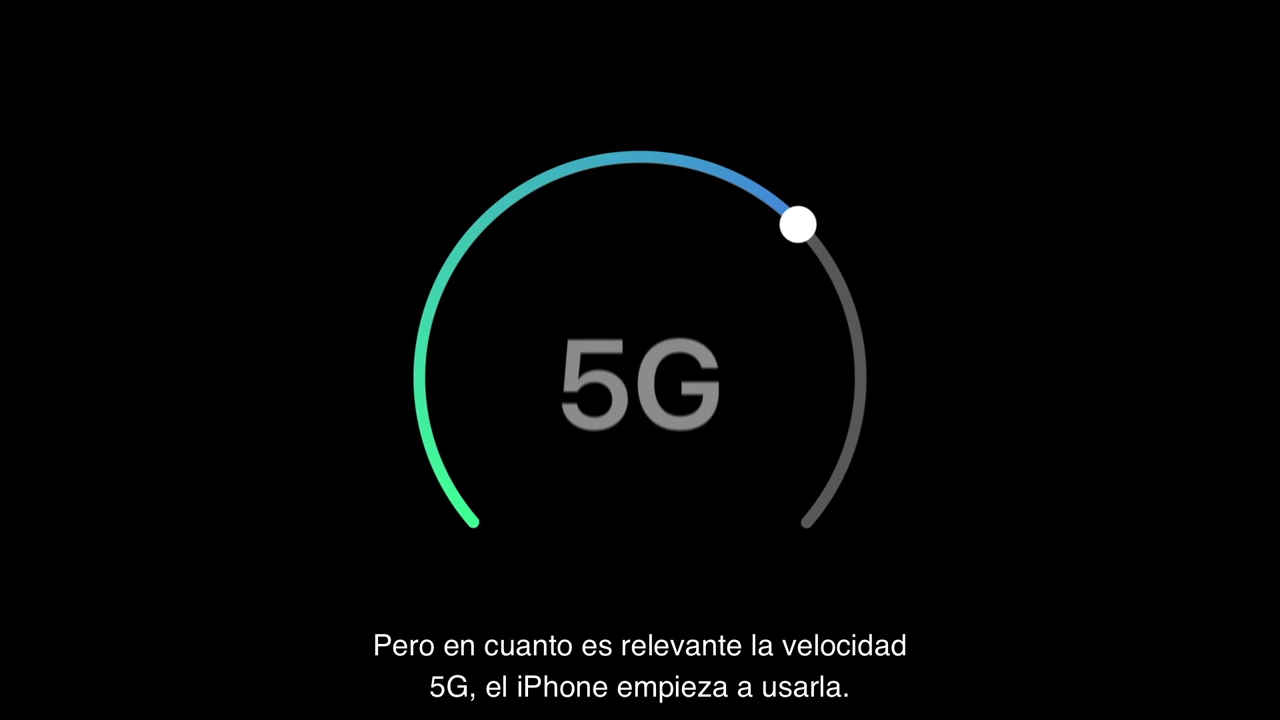 5G
Pero en cuanto es relevante la velocidad
5G, el iPhone empieza a usarla.